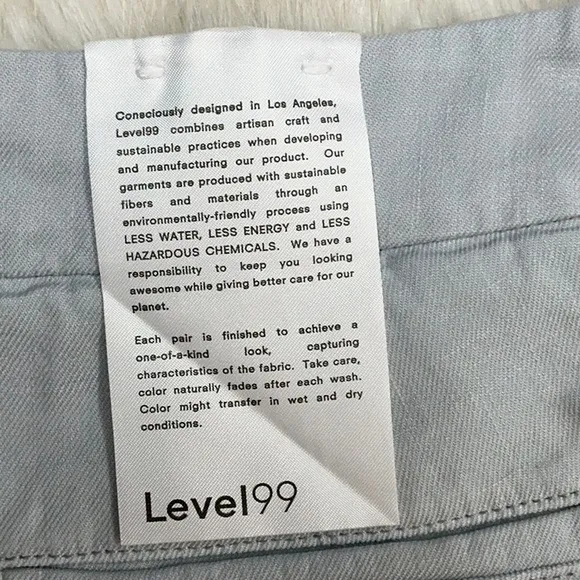 Consciously designed in Los Angeles,
Level99 combines artisan craft and
sustainable practices when developing
and manufacturing our product. Our
garments are produced with sustainable
fibers and materials through an
environmentally-friendly process using
LESS WATER, LESS ENERGY and LESS
HAZARDOUS CHEMICALS. We have a
responsibility to keep you looking
awesome while giving better care for our
planet.
Each pair is finished to achieve a
one-of-a-kind look, capturing
characteristics of the fabric. Take care,
color naturally fades after each wash.
Color might transfer in wet and dry
conditions.
Level99